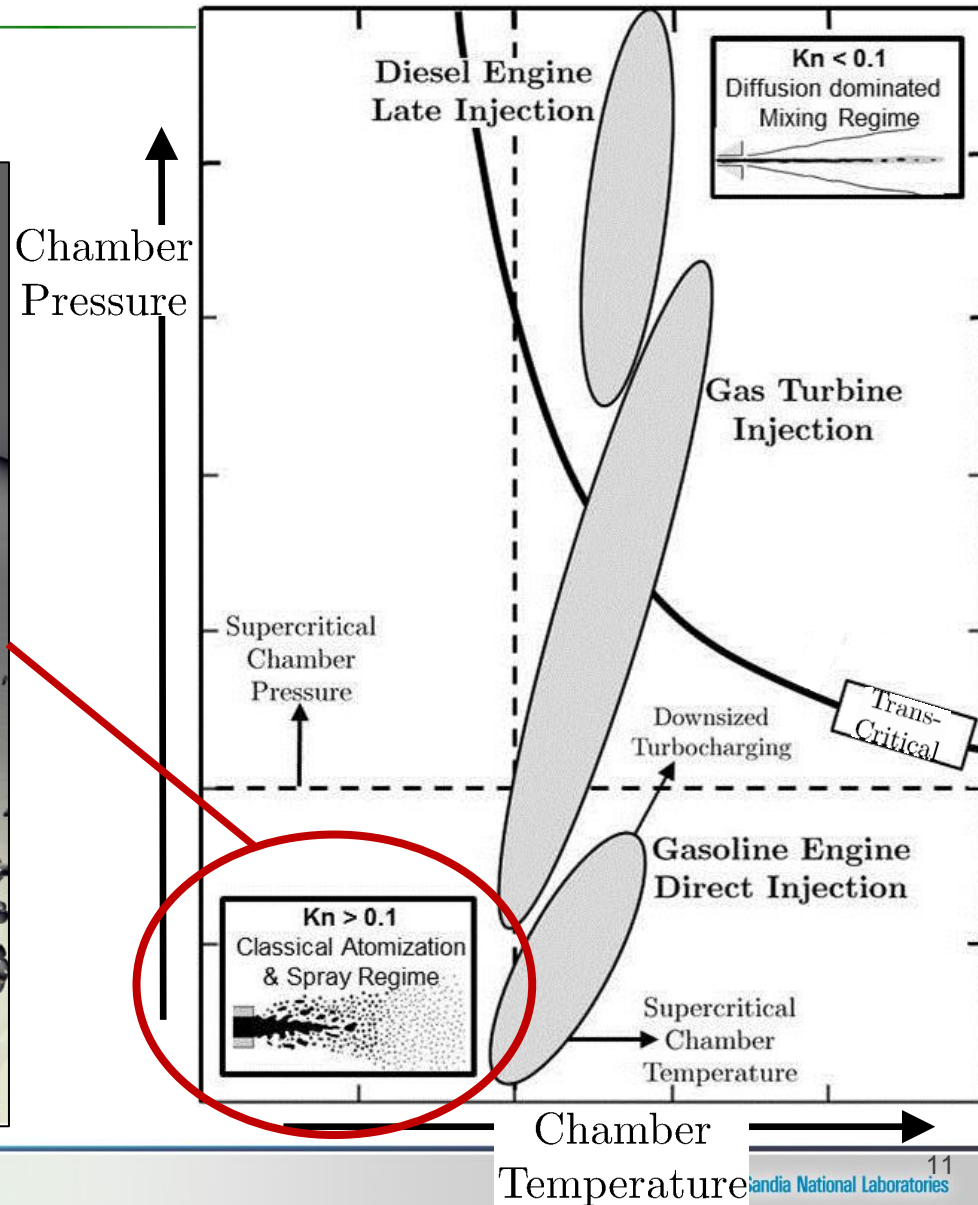 Diesel Engine
Late Injection
Kn < 0.1
Diffusion dominated
Mixing Regime
Chamber
Pressure
Gas Turbine
Injection
Supercritical
Chamber
Pressure
Trans-
Critical
Downsized
Turbocharging
Gasoline Engine
Direct Injection
Kn > 0.1
Classical Atomization
& Spray Regime
Supercritical
Chamber
Temperature
Chamber
Temperature
11
Sandia National Laboratories